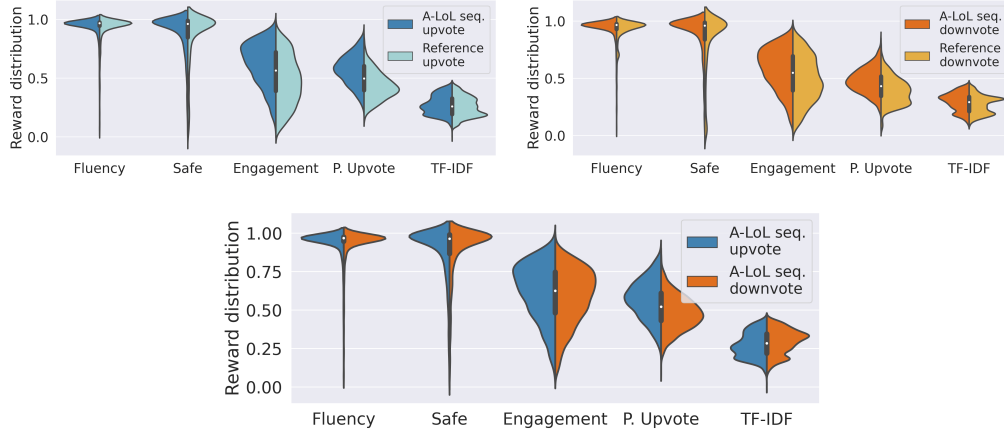 Reward distribution
1.0
0.5
0.0
A-LoL seq.
upvote
Reference
upvote
Fluency Safe Engagement P. Upvote TF-IDF
Reward distribution
1.0
0.5
0.0
A-LoL seq.
downvote
Reference
downvote
Fluency Safe Engagement P. Upvote TF-IDF
Reward distribution
1.00
0.75
0.50
0.25
0.00
A-LoL seq.
upvote
A-LoL seq.
downvote
Fluency Safe Engagement P. Upvote TF-IDF